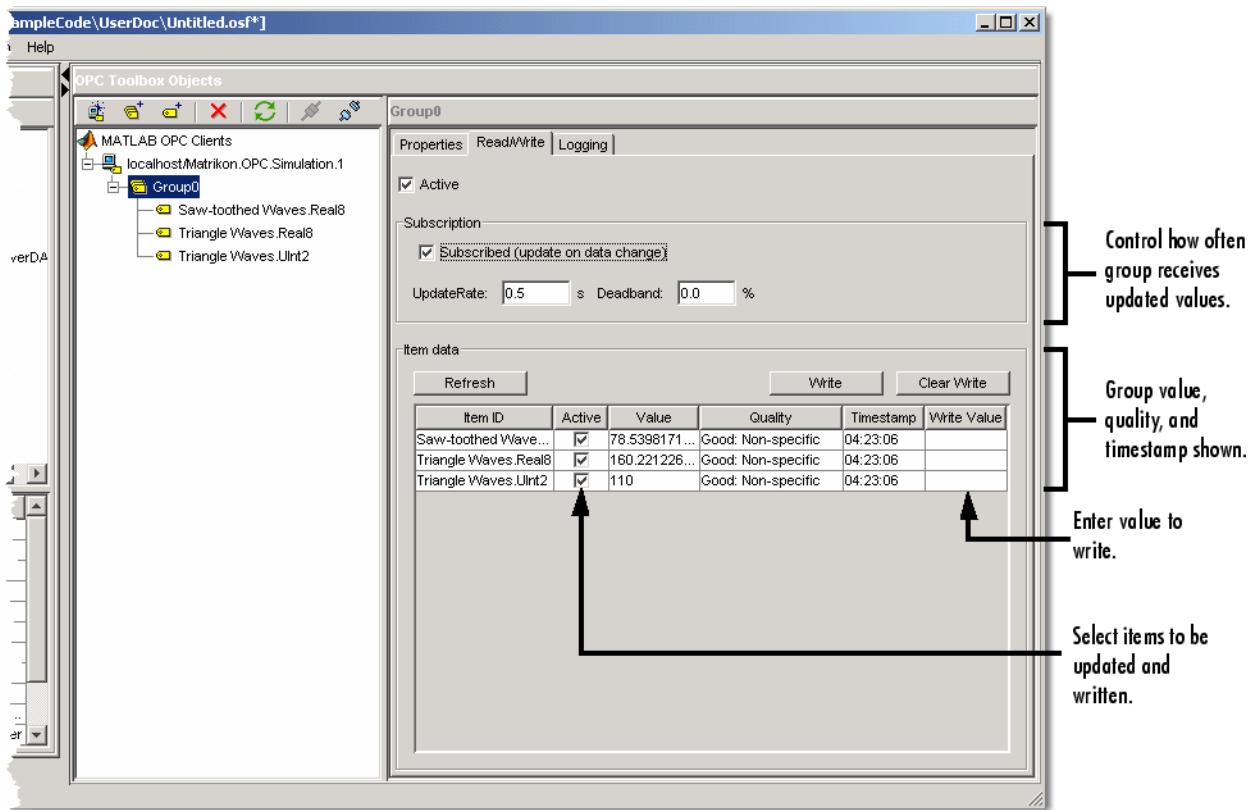 ampleCode\UserDoc\Untitled.osf*]
Help
OPC Toolbox Objects
Group0
MATLAB OPC Clients
localhost/Matrikon.OPC.Simulation.1
Group0
Saw-toothed Waves.Real8
Triangle Waves.Real8
Triangle Waves.UInt2
verDA
er
Properties Read/Write Logging
Active
Subscription
Subscribed (update on data change)
UpdateRate: 0.5 s Deadband: 0.0 %
Item data
Refresh Write Clear Write
Item ID Active Value Quality Timestamp Write Value
Saw-toothed Wave... 78.5398171... Good: Non-specific 04:23:06
Triangle Waves.Real8 160.221226... Good: Non-specific 04:23:06
Triangle Waves.UInt2 110 Good: Non-specific 04:23:06
Control how often
group receives
updated values.
Group value,
quality, and
timestamp shown.
Enter value to
write.
Select items to be
updated and
written.